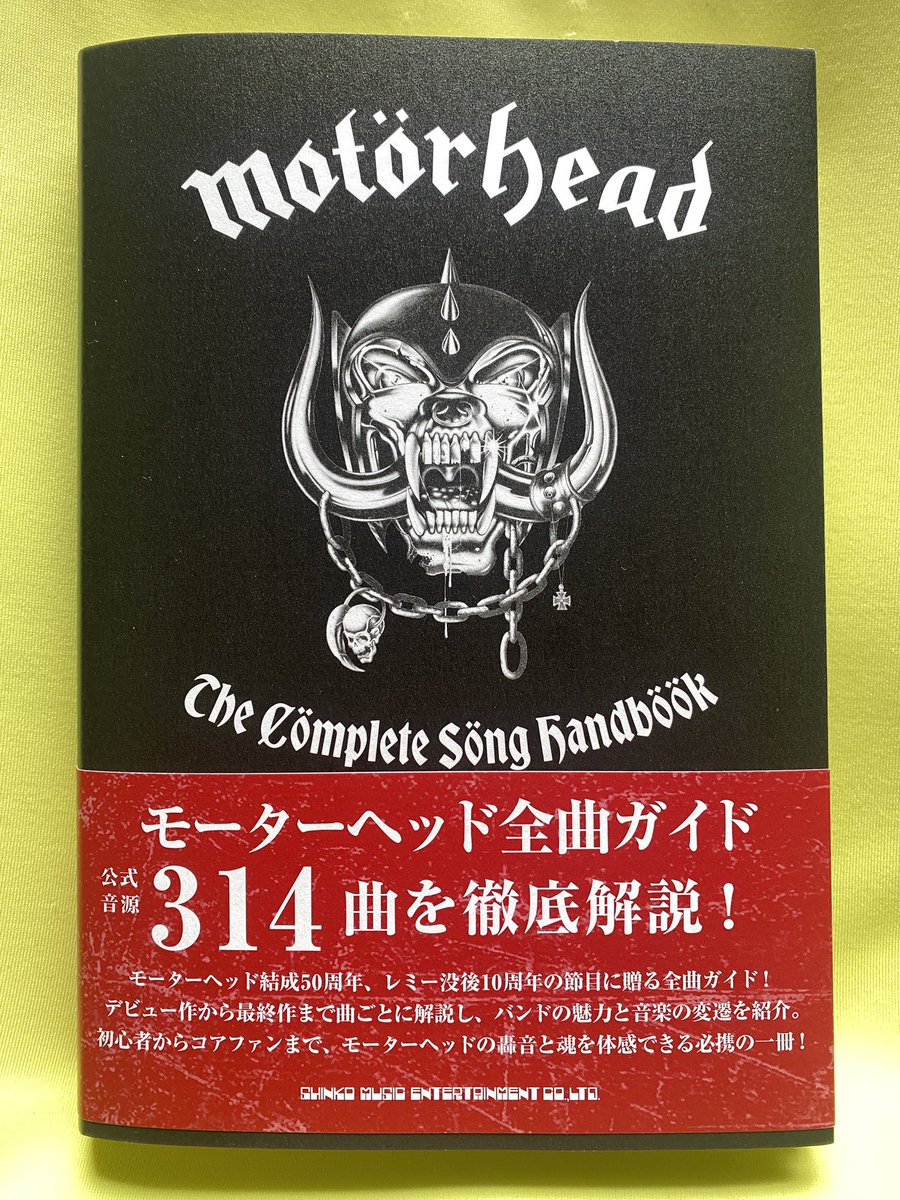 motörhead
The Cömplete Söng Handböök
モーターヘッド全曲ガイド
公式
音源
314曲を徹底解説！
モーターヘッド結成50周年、レミー没後10周年の節目に贈る全曲ガイド！
デビュー作から最終作まで曲ごとに解説し、バンドの魅力と音楽の変遷を紹介。
初心者からコアファンまで、モーターヘッドの轟音と魂を体感できる必携の一冊！
SHINKO MUSIC ENTERTAINMENT CO.,LTD.